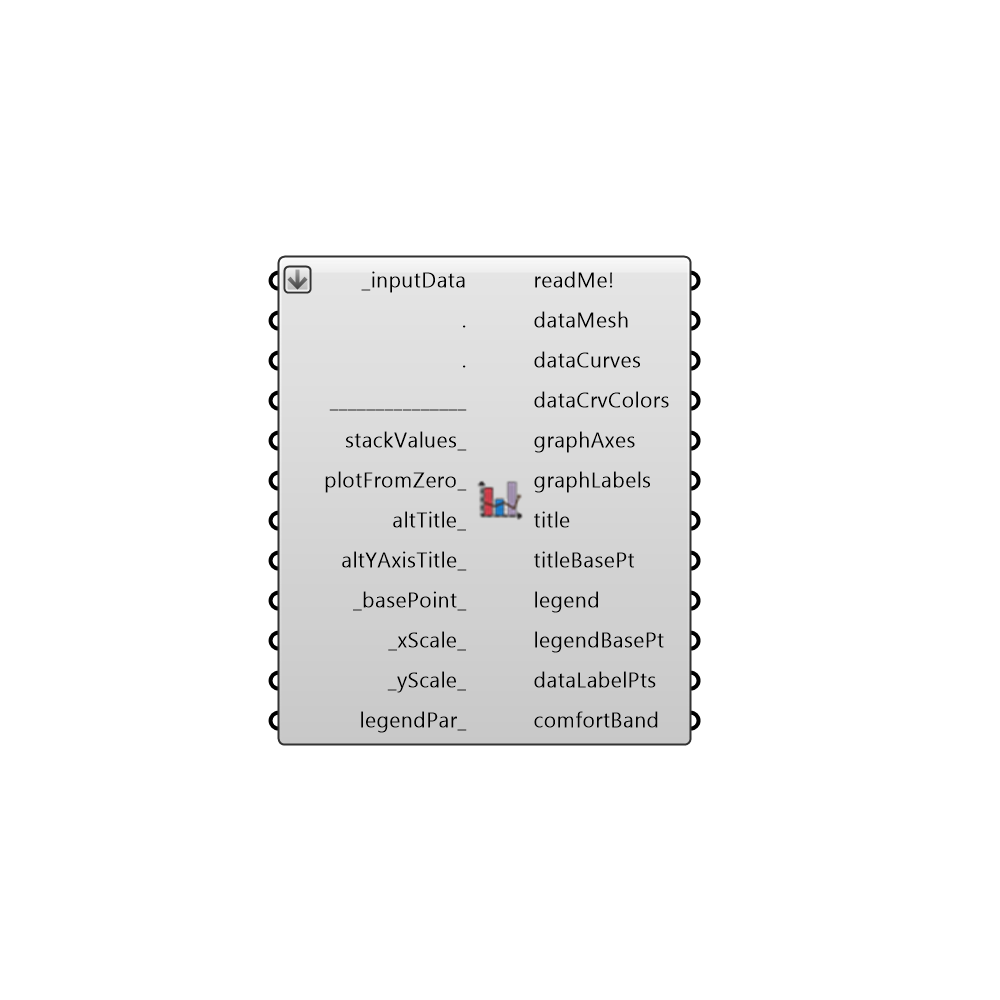 _inputData readMe!
. dataMesh
. dataCurves
_______________ dataCrvColors
stackValues_ graphAxes
plotFromZero_ graphLabels
altTitle_ title
altYAxisTitle_ titleBasePt
_basePoint_ legend
_xScale_ legendBasePt
_yScale_ dataLabelPts
legendPar_ comfortBand